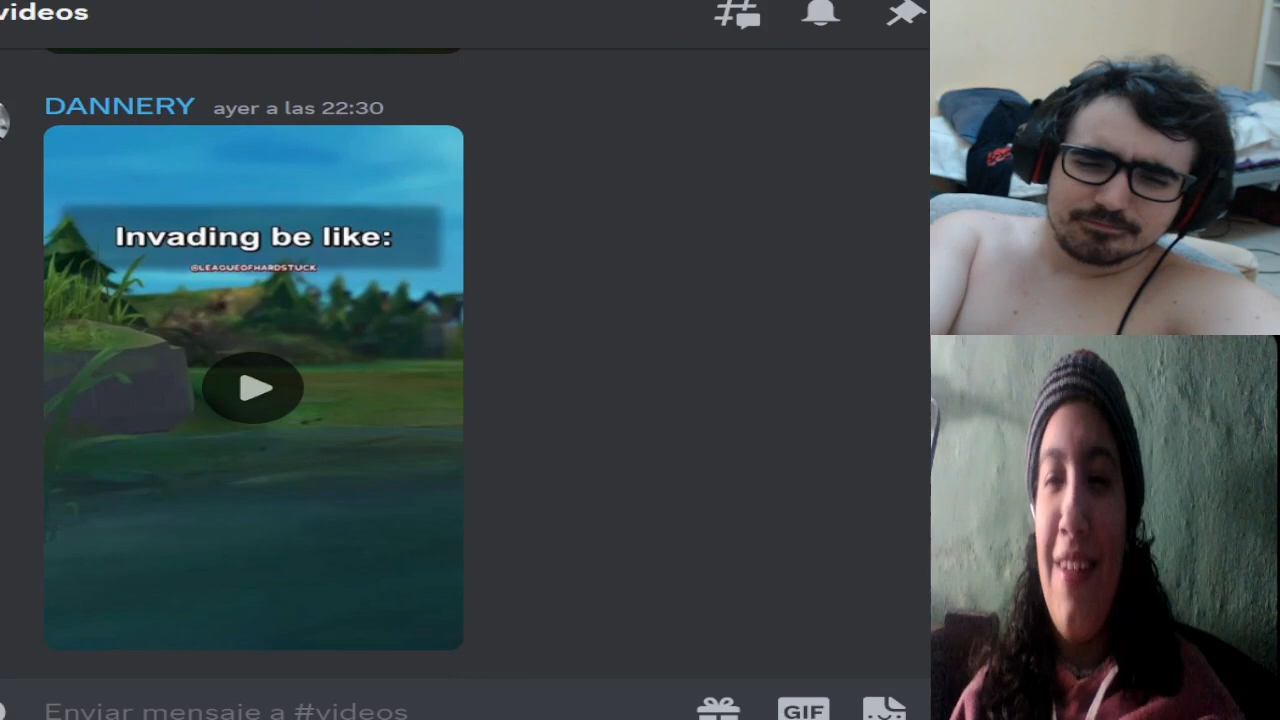 videos
DANNERY ayer a las 22:30
Invading be like:
@LEAGUEOFHARDSTUCK
Enviar mensaje a #videos
GIF